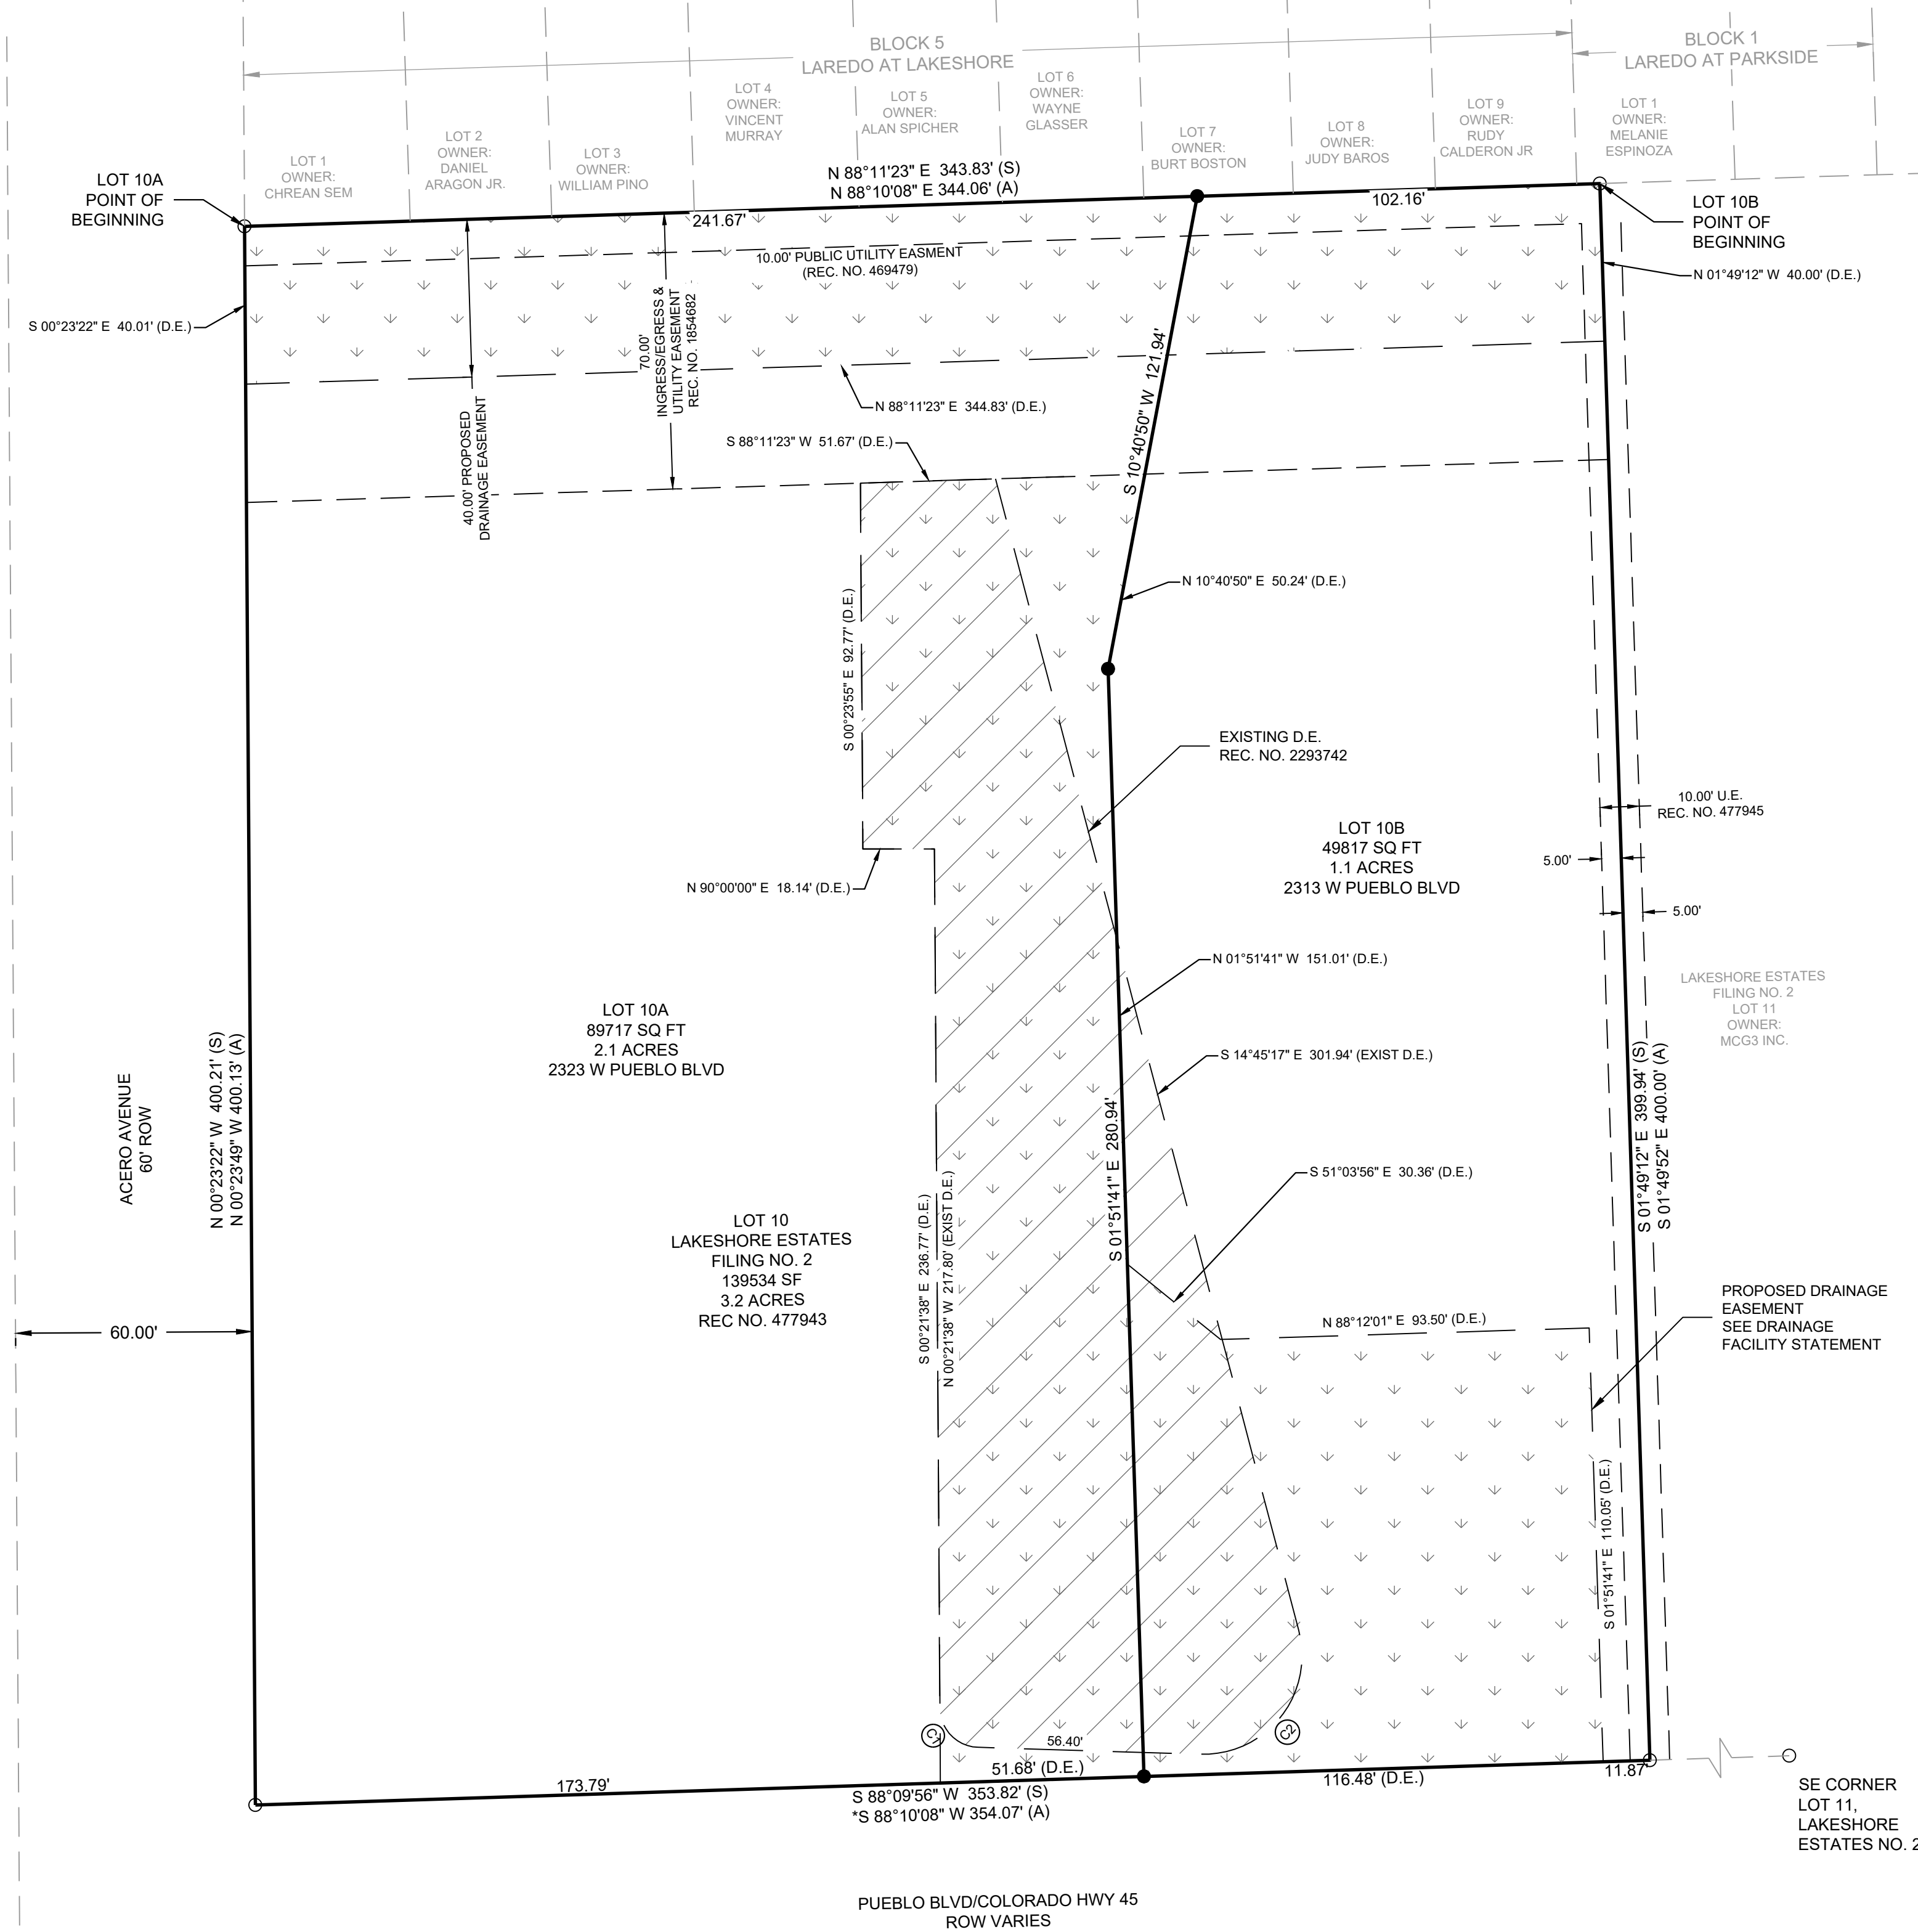 BLOCK 5
LAREDO AT LAKESHORE
BLOCK 1
LAREDO AT PARKSIDE
LOT 1
OWNER:
CHREAN SEM
LOT 2
OWNER:
DANIEL
ARAGON JR.
LOT 3
OWNER:
WILLIAM PINO
LOT 4
OWNER:
VINCENT
MURRAY
LOT 5
OWNER:
ALAN SPICHER
LOT 6
OWNER:
WAYNE
GLASSER
LOT 7
OWNER:
BURT BOSTON
LOT 8
OWNER:
JUDY BAROS
LOT 9
OWNER:
RUDY
CALDERON JR
LOT 1
OWNER:
MELANIE
ESPINOZA
LOT 10A
POINT OF
BEGINNING
N 88°11'23" E 343.83' (S)
N 88°10'08" E 344.06' (A)
241.67'
102.16'
LOT 10B
POINT OF
BEGINNING
N 01°49'12" W 40.00' (D.E.)
10.00' PUBLIC UTILITY EASMENT
(REC. NO. 469479)
S 00°23'22" E 40.01' (D.E.)
70.00'
INGRESS/EGRESS &
UTILITY EASEMENT
REC. NO. 1854682
40.00' PROPOSED
DRAINAGE EASEMENT
N 88°11'23" E 344.83' (D.E.)
S 88°11'23" W 51.67' (D.E.)
S 10°40'50" W 121.94'
N 10°40'50" E 50.24' (D.E.)
S 00°23'55" E 92.77' (D.E.)
EXISTING D.E.
REC. NO. 2293742
10.00' U.E.
REC. NO. 477945
LOT 10B
49817 SQ FT
1.1 ACRES
2313 W PUEBLO BLVD
5.00'
5.00'
N 90°00'00" E 18.14' (D.E.)
N 01°51'41" W 151.01' (D.E.)
LAKESHORE ESTATES
FILING NO. 2
LOT 11
OWNER:
MCG3 INC.
LOT 10A
89717 SQ FT
2.1 ACRES
2323 W PUEBLO BLVD
S 14°45'17" E 301.94' (EXIST D.E.)
ACERO AVENUE
60' ROW
N 00°23'22" W 400.21' (S)
N 00°23'49" W 400.13' (A)
S 01°51'41" E 280.94'
S 01°49'12" E 399.94' (S)
S 01°49'52" E 400.00' (A)
S 51°03'56" E 30.36' (D.E.)
LOT 10
LAKESHORE ESTATES
FILING NO. 2
139534 SF
3.2 ACRES
REC NO. 477943
S 00°21'38" E 236.77' (D.E.)
N 00°21'38" W 217.80' (EXIST D.E.)
60.00'
N 88°12'01" E 93.50' (D.E.)
PROPOSED DRAINAGE
EASEMENT
SEE DRAINAGE
FACILITY STATEMENT
S 01°51'41" E 110.05' (D.E.)
C1
C2
56.40'
173.79'
51.68' (D.E.)
116.48' (D.E.)
11.87'
S 88°09'56" W 353.82' (S)
*S 88°10'08" W 354.07' (A)
SE CORNER
LOT 11,
LAKESHORE
ESTATES NO. 2
PUEBLO BLVD/COLORADO HWY 45
ROW VARIES